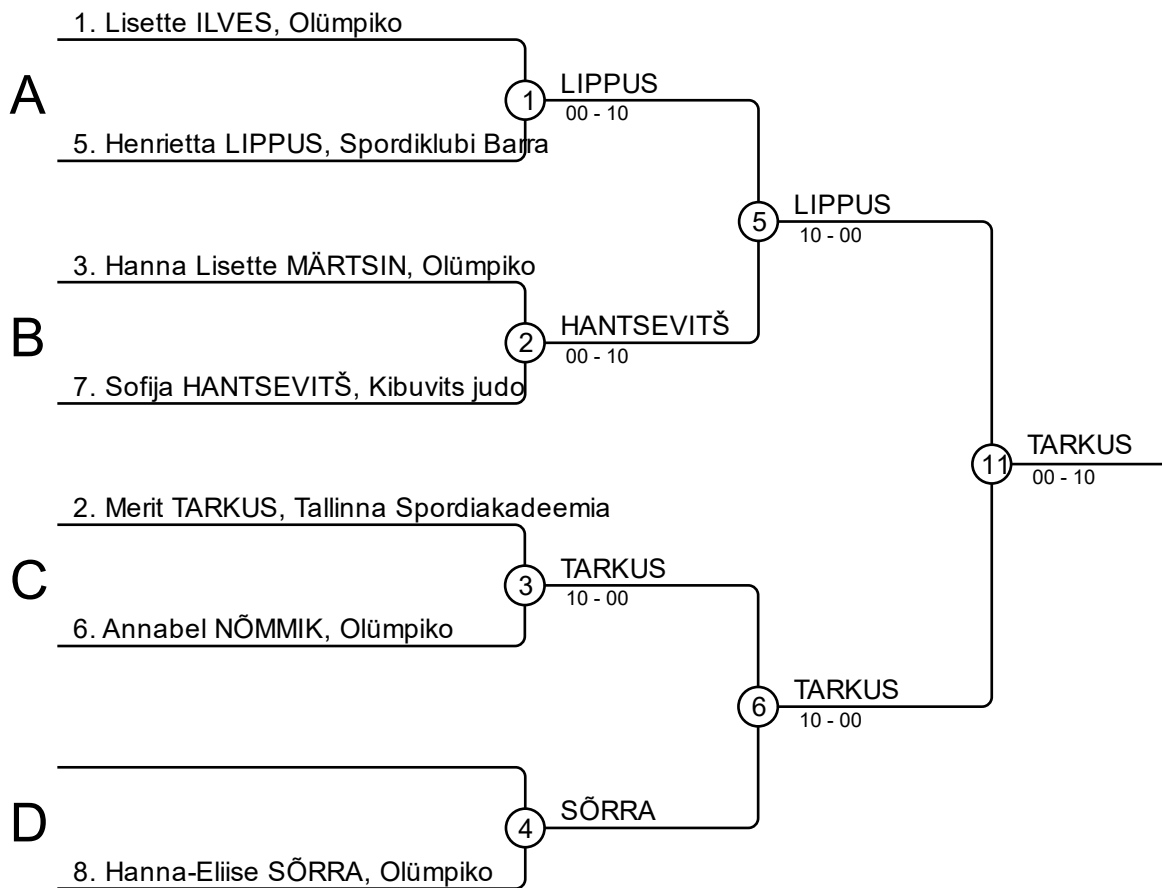 1. Lisette ILVES, Olümpiko
A
1
LIPPUS
00 - 10
5. Henrietta LIPPUS, Spordiklubi Barra
5
LIPPUS
10 - 00
3. Hanna Lisette MÄRTSIN, Olümpiko
B
2
HANTSEVITŠ
00 - 10
7. Sofija HANTSEVITŠ, Kibuvits judo
11
TARKUS
00 - 10
2. Merit TARKUS, Tallinna Spordiakadeemia
C
3
TARKUS
10 - 00
6. Annabel NÕMMIK, Olümpiko
6
TARKUS
10 - 00
D
4
SÕRRA
8. Hanna-Eliise SÕRRA, Olümpiko